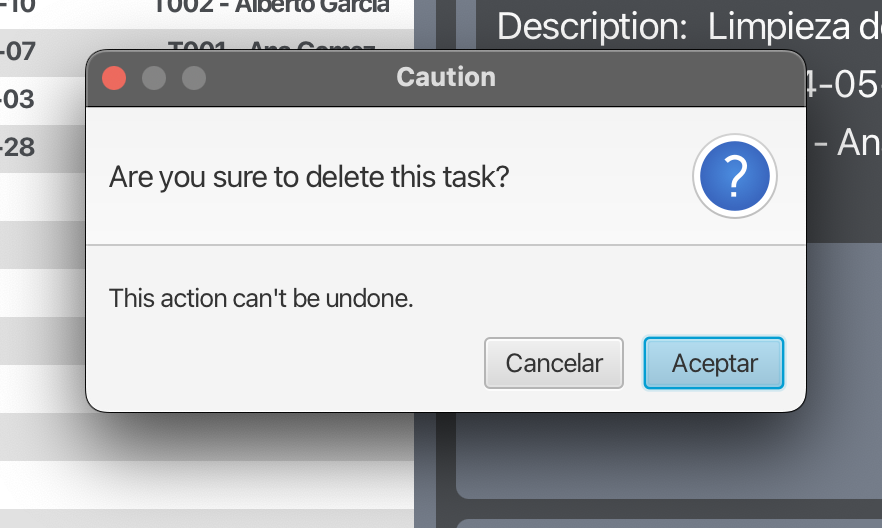 -10
T002 - Alberto García
-07
T001 - Ana Gomez
-03
-28
Description: Limpieza d
4-05
- An
Caution
Are you sure to delete this task?
?
This action can't be undone.
Cancelar
Aceptar